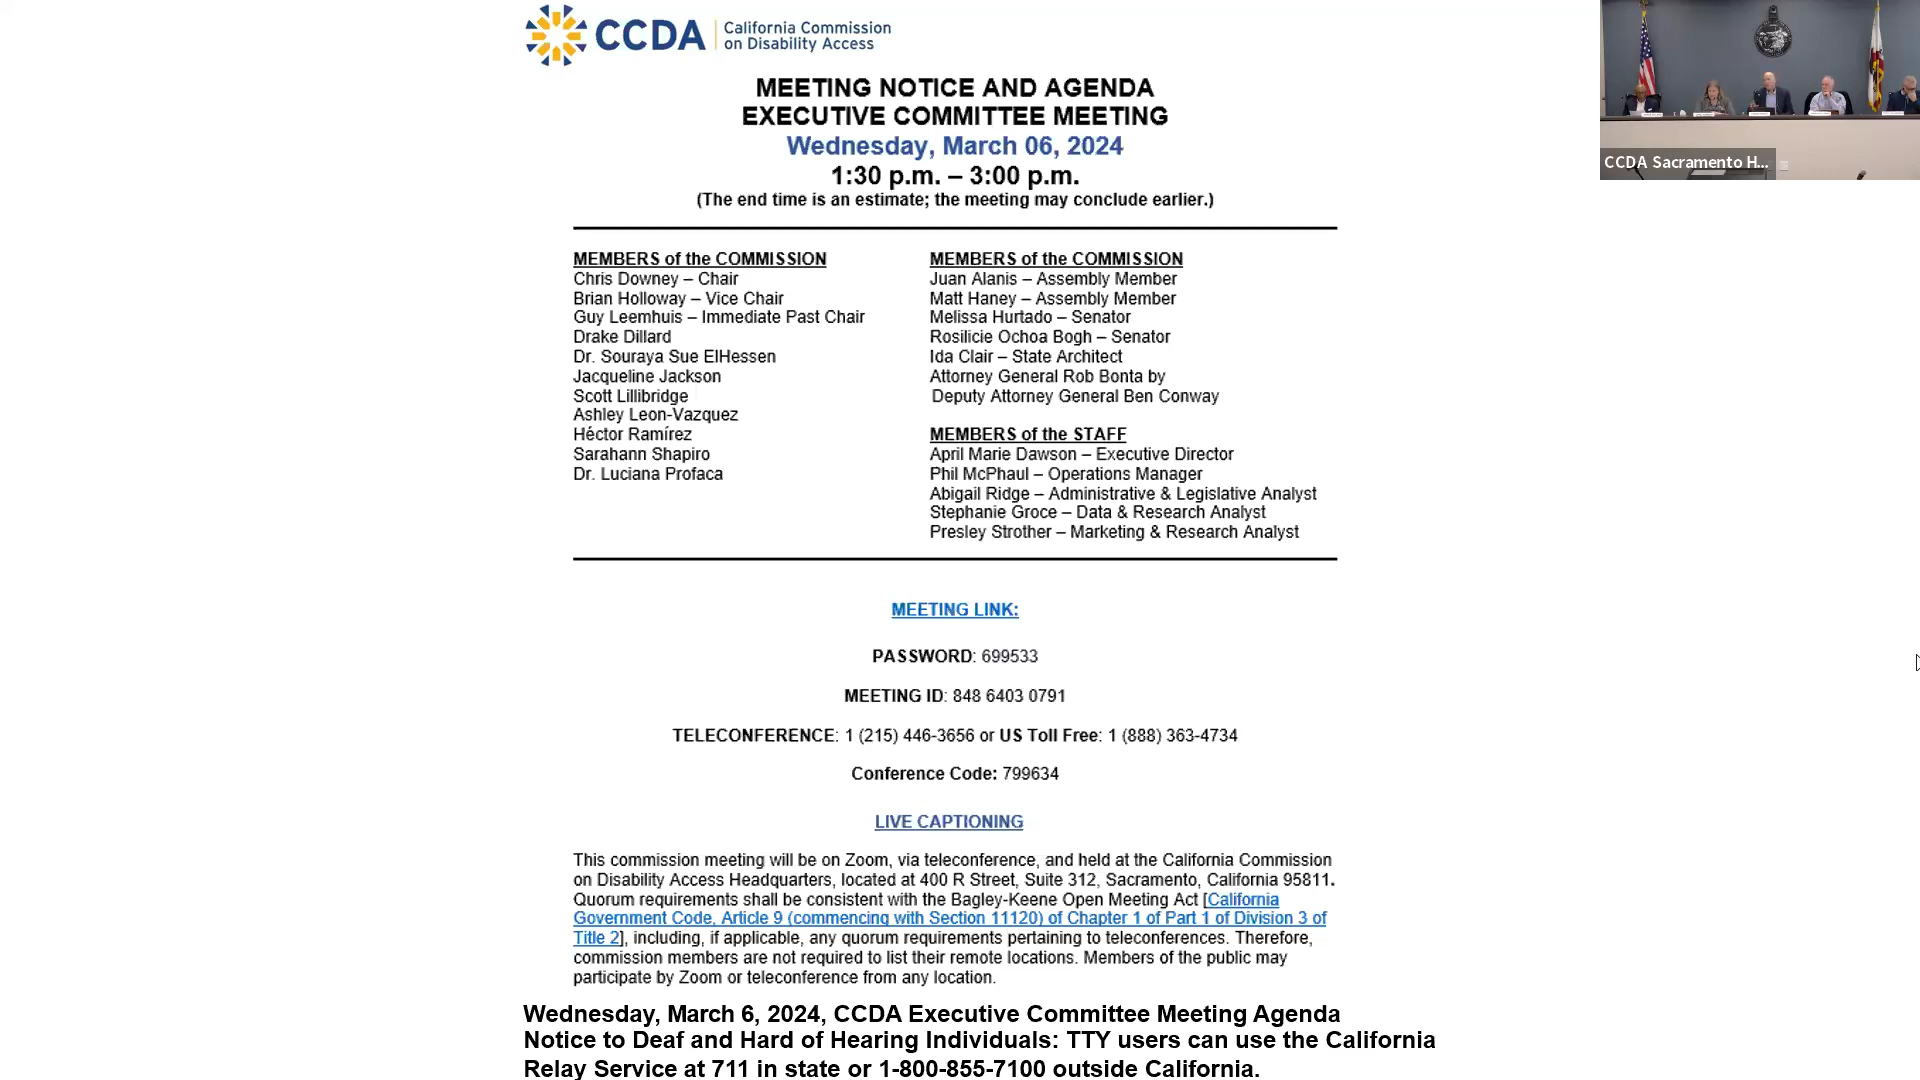 CCDA California Commission
on Disability Access
MEETING NOTICE AND AGENDA
EXECUTIVE COMMITTEE MEETING
Wednesday, March 06, 2024
1:30 p.m. – 3:00 p.m.
(The end time is an estimate; the meeting may conclude earlier.)
MEMBERS of the COMMISSION
Chris Downey – Chair
Brian Holloway – Vice Chair
Guy Leemhuis – Immediate Past Chair
Drake Dillard
Dr. Souraya Sue ElHessen
Jacqueline Jackson
Scott Lillibridge
Ashley Leon-Vazquez
Héctor Ramírez
Sarahann Shapiro
Dr. Luciana Profaca
MEMBERS of the COMMISSION
Juan Alanis – Assembly Member
Matt Haney – Assembly Member
Melissa Hurtado – Senator
Rosilicie Ochoa Bogh – Senator
Ida Clair – State Architect
Attorney General Rob Bonta by
Deputy Attorney General Ben Conway
MEMBERS of the STAFF
April Marie Dawson – Executive Director
Phil McPhaul – Operations Manager
Abigail Ridge – Administrative & Legislative Analyst
Stephanie Groce – Data & Research Analyst
Presley Strother – Marketing & Research Analyst
MEETING LINK:
PASSWORD: 699533
MEETING ID: 848 6403 0791
TELECONFERENCE: 1 (215) 446-3656 or US Toll Free: 1 (888) 363-4734
Conference Code: 799634
LIVE CAPTIONING
This commission meeting will be on Zoom, via teleconference, and held at the California Commission
on Disability Access Headquarters, located at 400 R Street, Suite 312, Sacramento, California 95811.
Quorum requirements shall be consistent with the Bagley-Keene Open Meeting Act [California
Government Code, Article 9 (commencing with Section 11120) of Chapter 1 of Part 1 of Division 3 of
Title 2], including, if applicable, any quorum requirements pertaining to teleconferences. Therefore,
commission members are not required to list their remote locations. Members of the public may
participate by Zoom or teleconference from any location.
Wednesday, March 6, 2024, CCDA Executive Committee Meeting Agenda
Notice to Deaf and Hard of Hearing Individuals: TTY users can use the California
Relay Service at 711 in state or 1-800-855-7100 outside California.
CCDA Sacramento H...